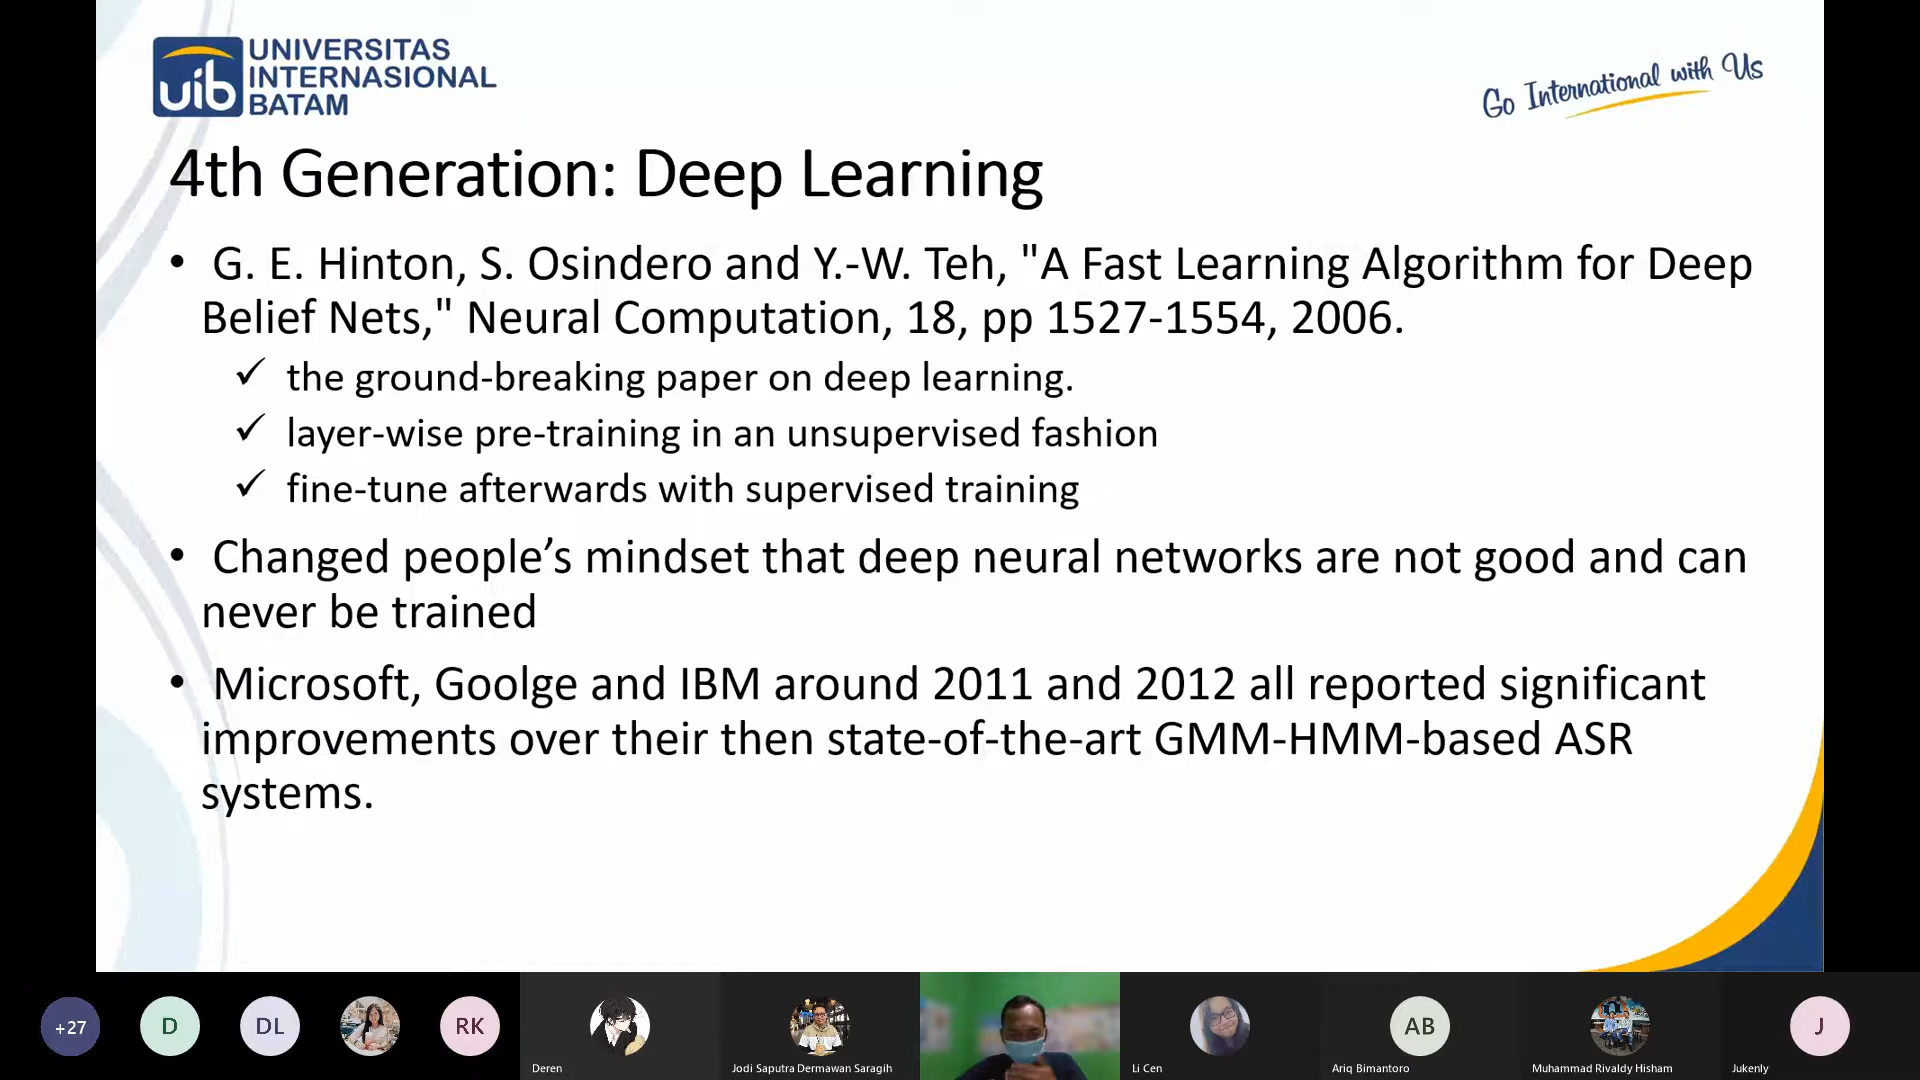 uib
UNIVERSITAS
INTERNASIONAL
BATAM
Go International with Us
4th Generation: Deep Learning
• G. E. Hinton, S. Osindero and Y.-W. Teh, "A Fast Learning Algorithm for Deep
Belief Nets," Neural Computation, 18, pp 1527-1554, 2006.
✓ the ground-breaking paper on deep learning.
✓ layer-wise pre-training in an unsupervised fashion
✓ fine-tune afterwards with supervised training
• Changed people’s mindset that deep neural networks are not good and can
never be trained
• Microsoft, Goolge and IBM around 2011 and 2012 all reported significant
improvements over their then state-of-the-art GMM-HMM-based ASR
systems.
+27
D
DL
RK
Deren
Jodi Saputra Dermawan Saragih
Li Cen
AB
Ariq Bimantoro
Muhammad Rivaldy Hisham
J
Jukenly